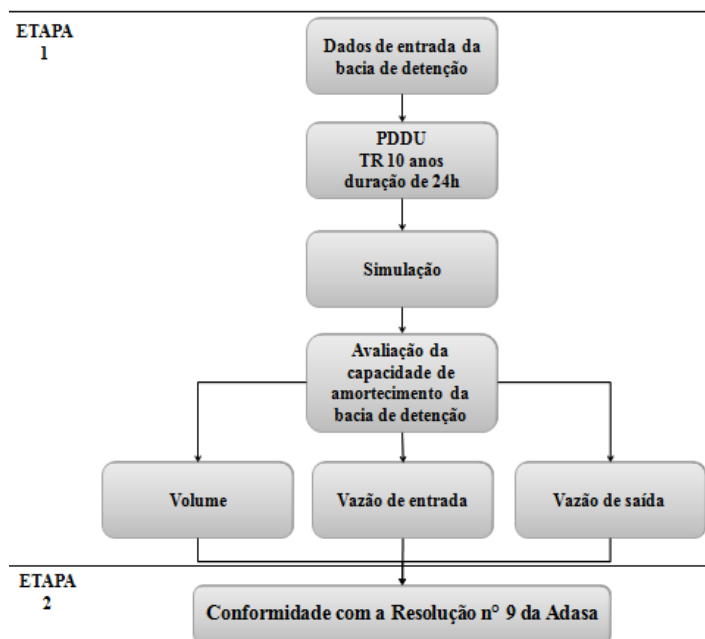 ETAPA
1
Dados de entrada da
bacia de detenção
PDDU
TR 10 anos
duração de 24h
Simulação
Avaliação da
capacidade de
amortecimento da
bacia de detenção
Volume
Vazão de entrada
Vazão de saída
ETAPA
2
Conformidade com a Resolução n° 9 da Adasa